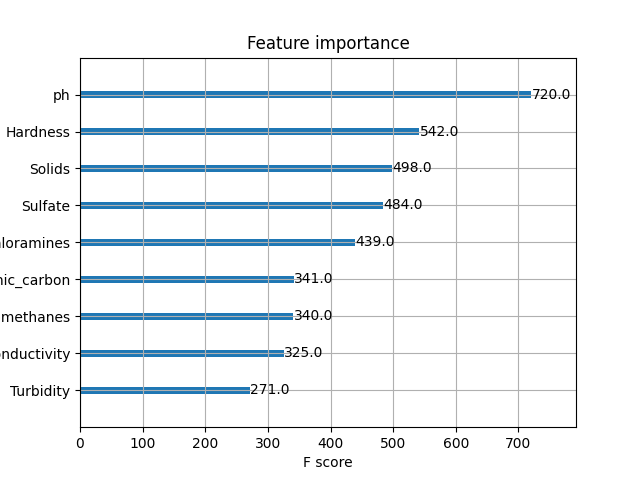 Feature importance
ph 720.0
Hardness 542.0
Solids 498.0
Sulfate 484.0
loramines 439.0
nic_carbon 341.0
methanes 340.0
nductivity 325.0
Turbidity 271.0
0 100 200 300 400 500 600 700
F score